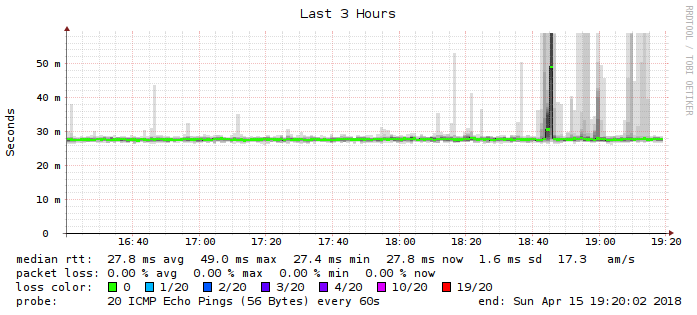 Last 3 Hours
RRDTOOL / TOBI OETIKER
Seconds
50 m
40 m
30 m
20 m
10 m
0
16:40 17:00 17:20 17:40 18:00 18:20 18:40 19:00 19:20
median rtt: 27.8 ms avg 49.0 ms max 27.4 ms min 27.8 ms now 1.6 ms sd 17.3 am/s
packet loss: 0.00 % avg 0.00 % max 0.00 % min 0.00 % now
loss color: 0 1/20 2/20 3/20 4/20 10/20 19/20
probe: 20 ICMP Echo Pings (56 Bytes) every 60s end: Sun Apr 15 19:20:02 2018